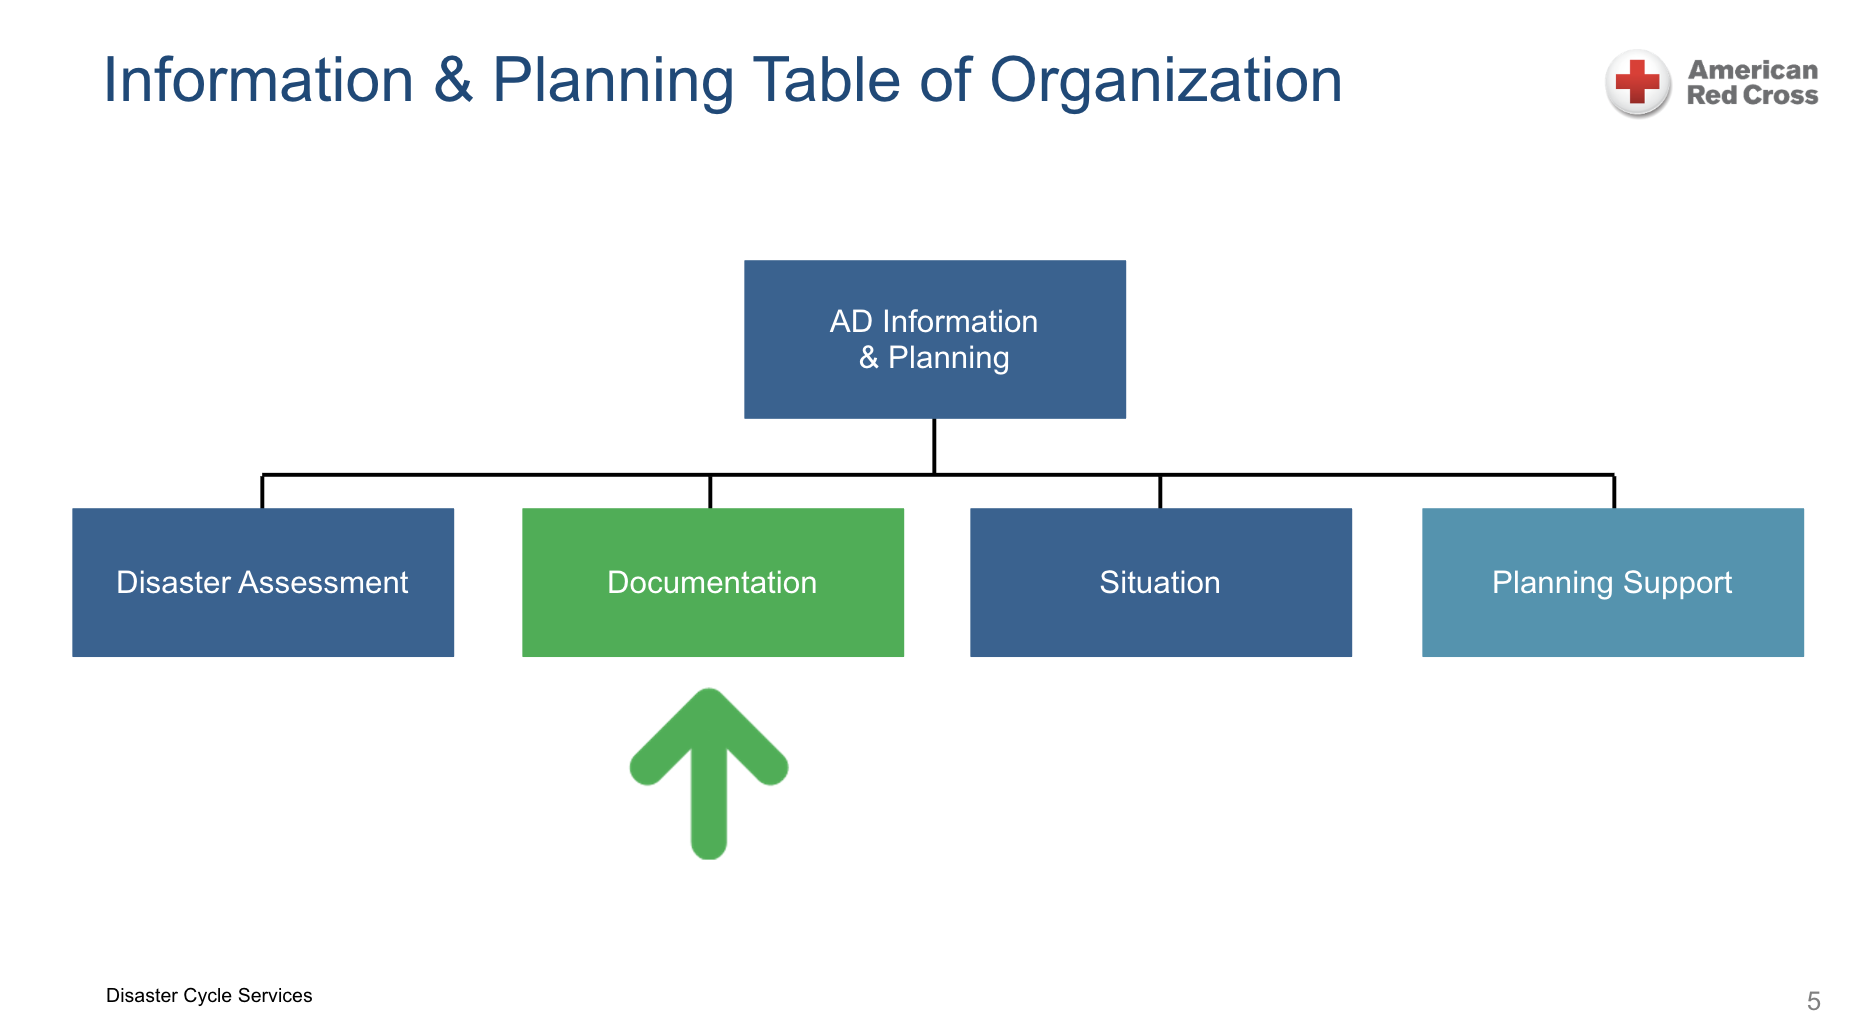 Information & Planning Table of Organization
American
Red Cross
AD Information
& Planning
Disaster Assessment
Documentation
Situation
Planning Support
Disaster Cycle Services
5